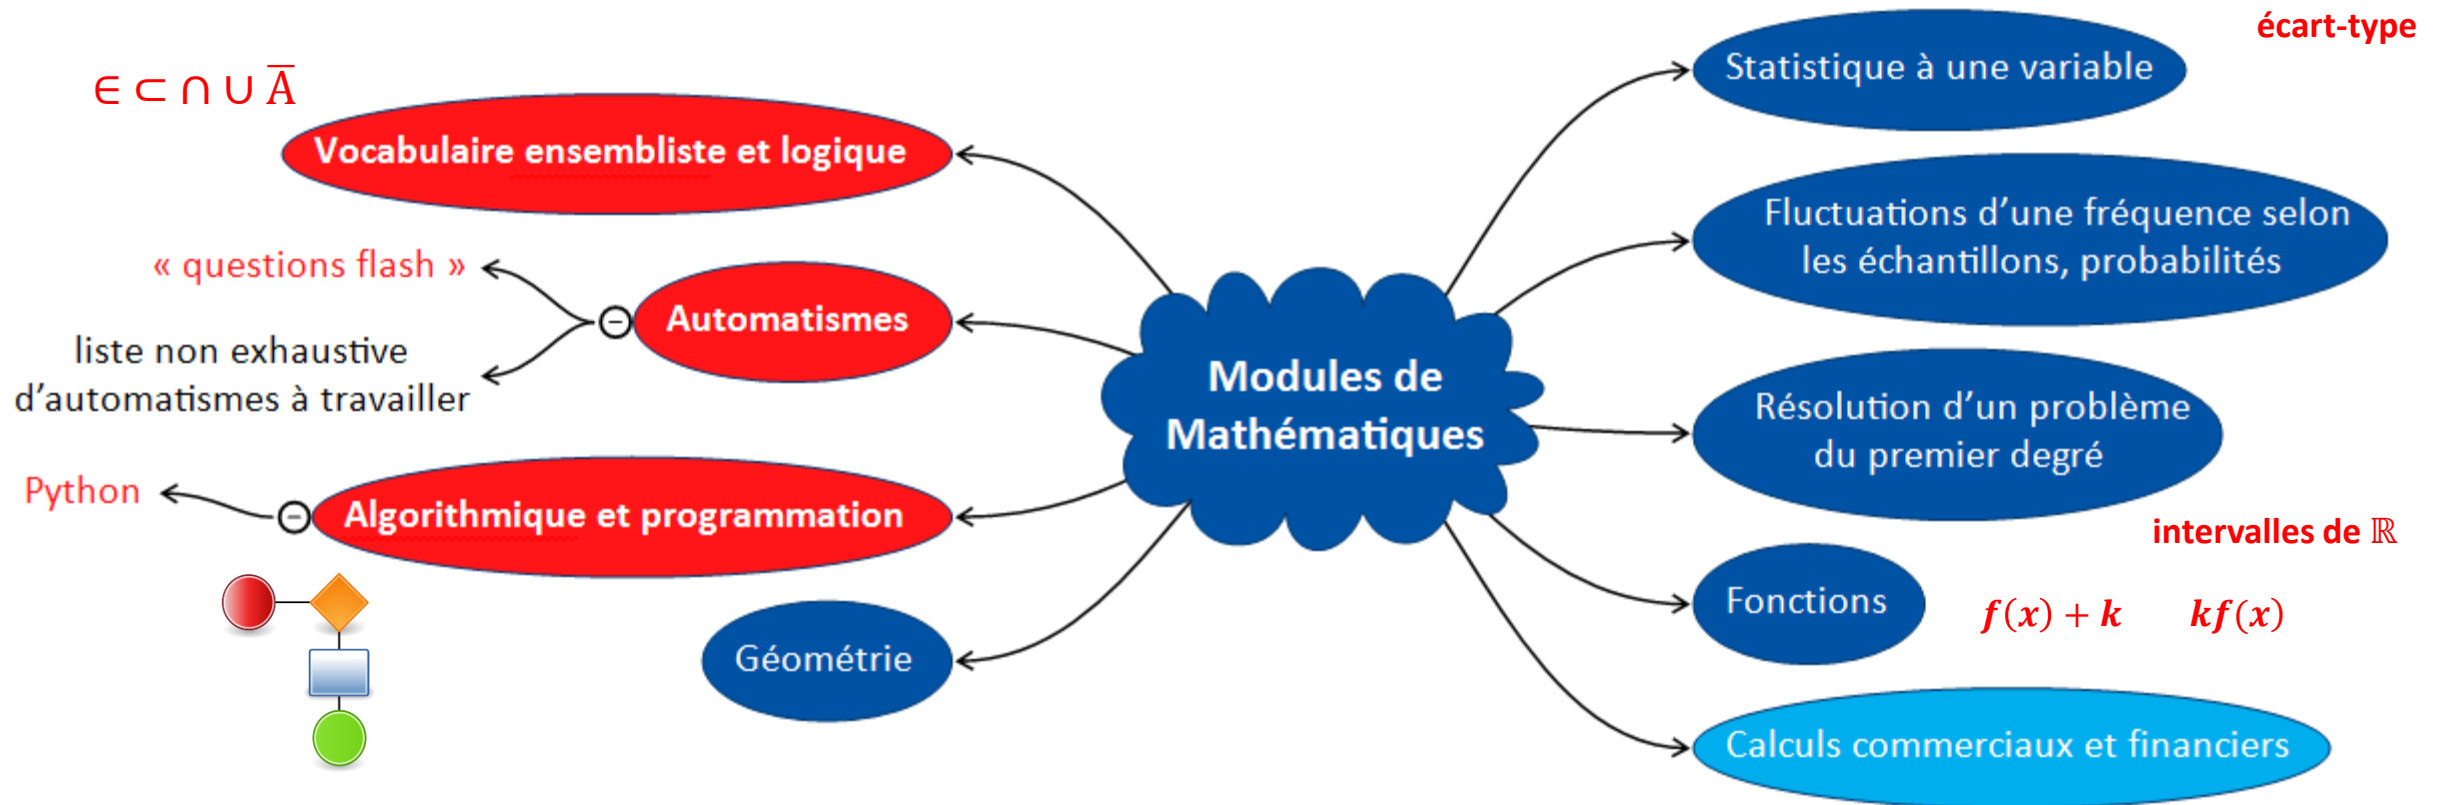 ∈ ⊂ ∩ ∪ A̅
Vocabulaire ensembliste et logique
« questions flash »
Automatismes
liste non exhaustive
d’automatismes à travailler
Python
Algorithmique et programmation
Géométrie
Modules de
Mathématiques
écart-type
Statistique à une variable
Fluctuations d’une fréquence selon
les échantillons, probabilités
Résolution d’un problème
du premier degré
intervalles de ℝ
Fonctions
f(x) + k
kf(x)
Calculs commerciaux et financiers